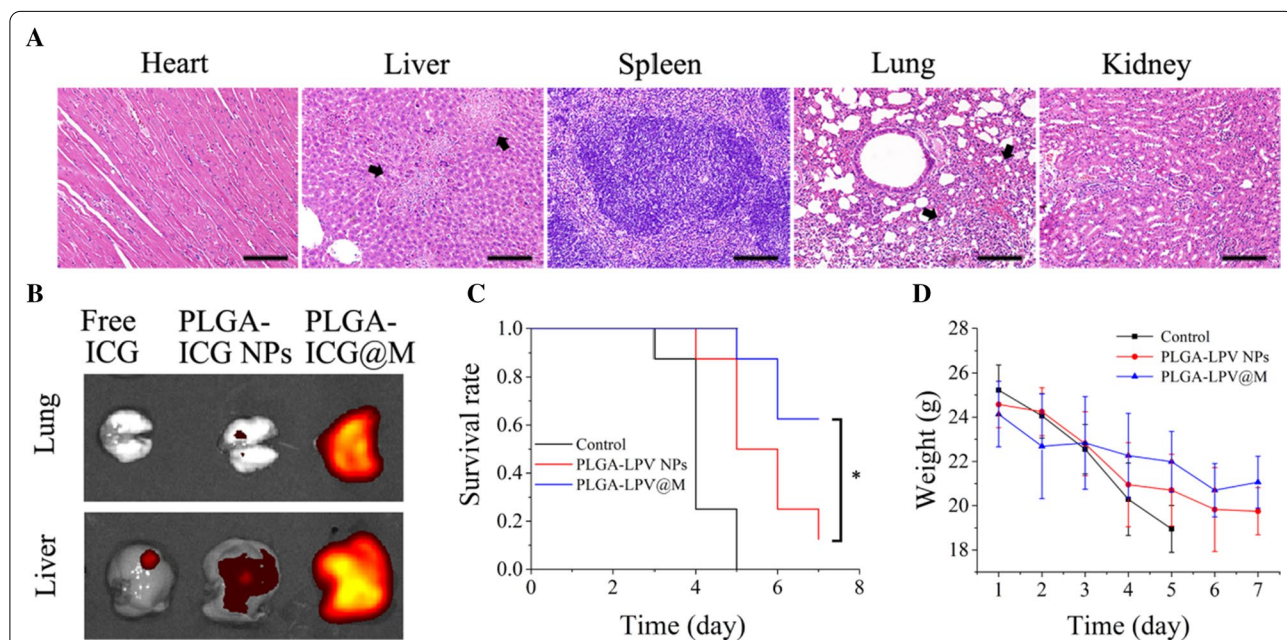 A
Heart Liver Spleen Lung Kidney
B
Free ICG
PLGA-ICG NPs
PLGA-ICG@M
Lung
Liver
C
Survival rate
1.0
0.8
0.6
0.4
0.2
0.0
Control
PLGA-LPV NPs
PLGA-LPV@M
*
0 2 4 6 8
Time (day)
D
Weight (g)
28
26
24
22
20
18
Control
PLGA-LPV NPs
PLGA-LPV@M
1 2 3 4 5 6 7
Time (day)